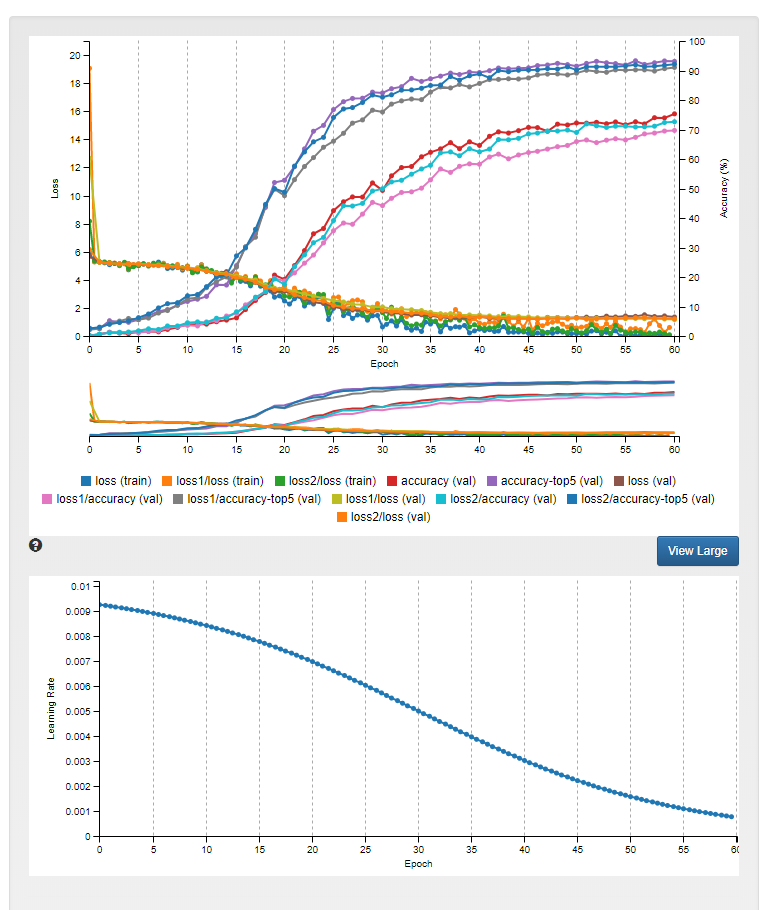 20
18
16
14
12
10
8
6
4
2
0
Loss
100
90
80
70
60
50
40
30
20
10
0
Accuracy (%)
0 5 10 15 20 25 30 35 40 45 50 55 60
Epoch
0 5 10 15 20 25 30 35 40 45 50 55 60
loss (train) loss1/loss (train) loss2/loss (train) accuracy (val) accuracy-top5 (val) loss (val)
loss1/accuracy (val) loss1/accuracy-top5 (val) loss1/loss (val) loss2/accuracy (val) loss2/accuracy-top5 (val)
loss2/loss (val)
?
View Large
0.01
0.009
0.008
0.007
0.006
0.005
0.004
0.003
0.002
0.001
0
Learning Rate
0 5 10 15 20 25 30 35 40 45 50 55 60
Epoch